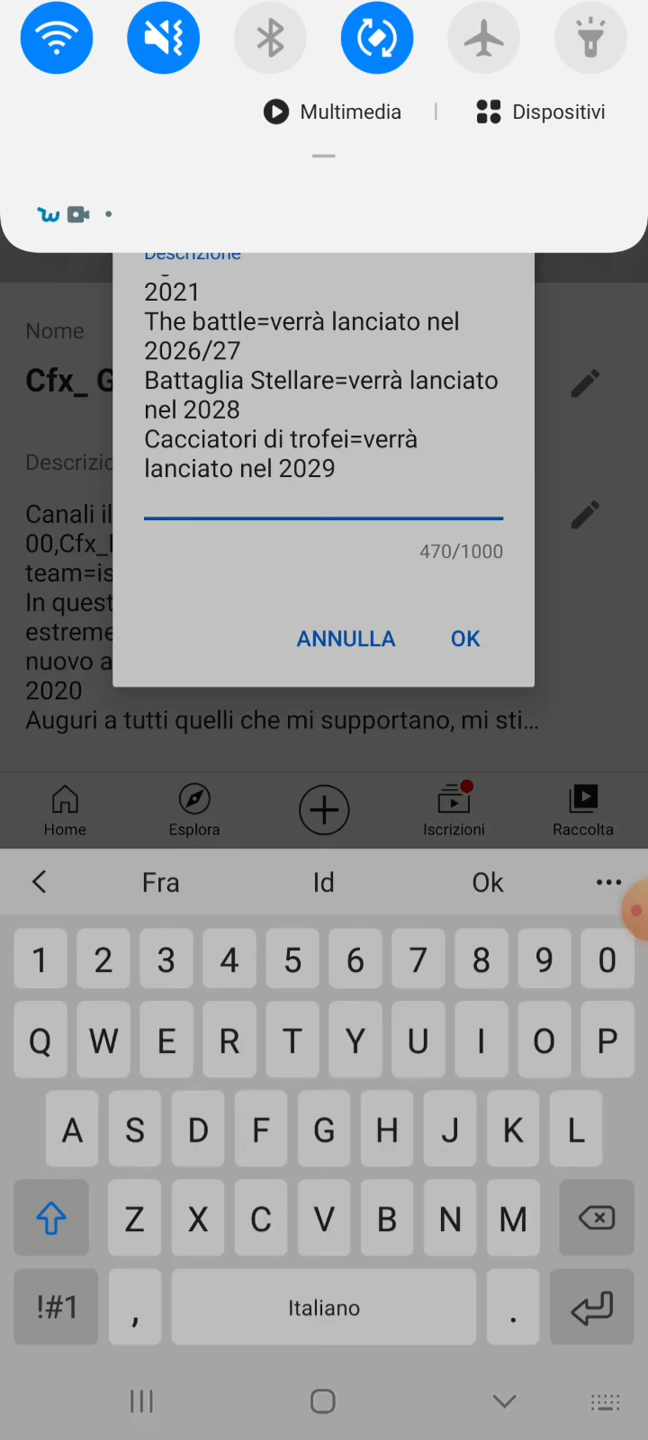 Multimedia | Dispositivi
Descrizione
2021
The battle=verrà lanciato nel
2026/27
Battaglia Stellare=verrà lanciato
nel 2028
Cacciatori di trofei=verrà
lanciato nel 2029
470/1000
ANNULLA OK
Nome
Cfx_ G
Descrizio
Canali il
00,Cfx_
team=is
In quest
estreme
nuovo a
2020
Auguri a tutti quelli che mi supportano, mi sti...
Home Esplora Iscrizioni Raccolta
Fra Id Ok
1 2 3 4 5 6 7 8 9 0
Q W E R T Y U I O P
A S D F G H J K L
Z X C V B N M
!#1 , Italiano .